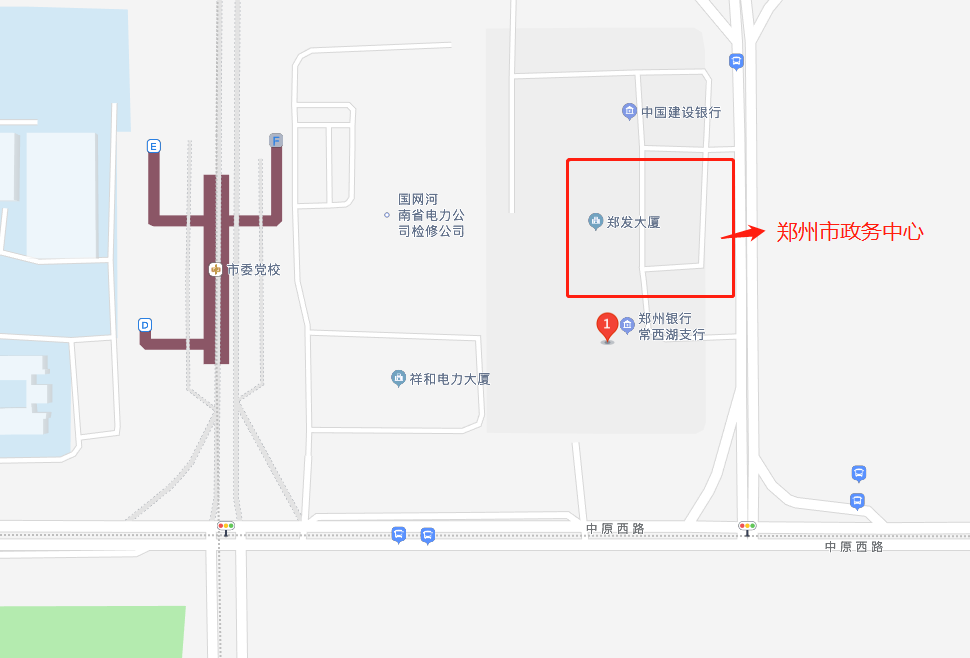 中国建设银行
E
F
国网河
南省电力公
司检修公司
郑发大厦
郑州市政务中心
市委党校
D
1
郑州银行
常西湖支行
祥和电力大厦
中原西路
中原西路